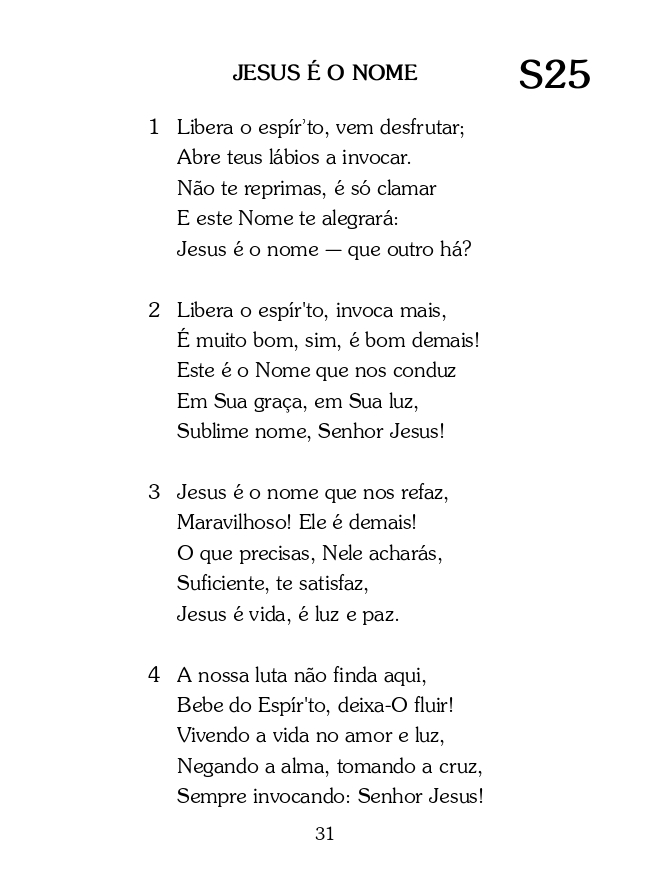 JESUS É O NOME
S25
1 Libera o espír’to, vem desfrutar;
Abre teus lábios a invocar.
Não te reprimas, é só clamar
E este Nome te alegrará:
Jesus é o nome — que outro há?
2 Libera o espír'to, invoca mais,
É muito bom, sim, é bom demais!
Este é o Nome que nos conduz
Em Sua graça, em Sua luz,
Sublime nome, Senhor Jesus!
3 Jesus é o nome que nos refaz,
Maravilhoso! Ele é demais!
O que precisas, Nele acharás,
Suficiente, te satisfaz,
Jesus é vida, é luz e paz.
4 A nossa luta não finda aqui,
Bebe do Espír'to, deixa-O fluir!
Vivendo a vida no amor e luz,
Negando a alma, tomando a cruz,
Sempre invocando: Senhor Jesus!
31